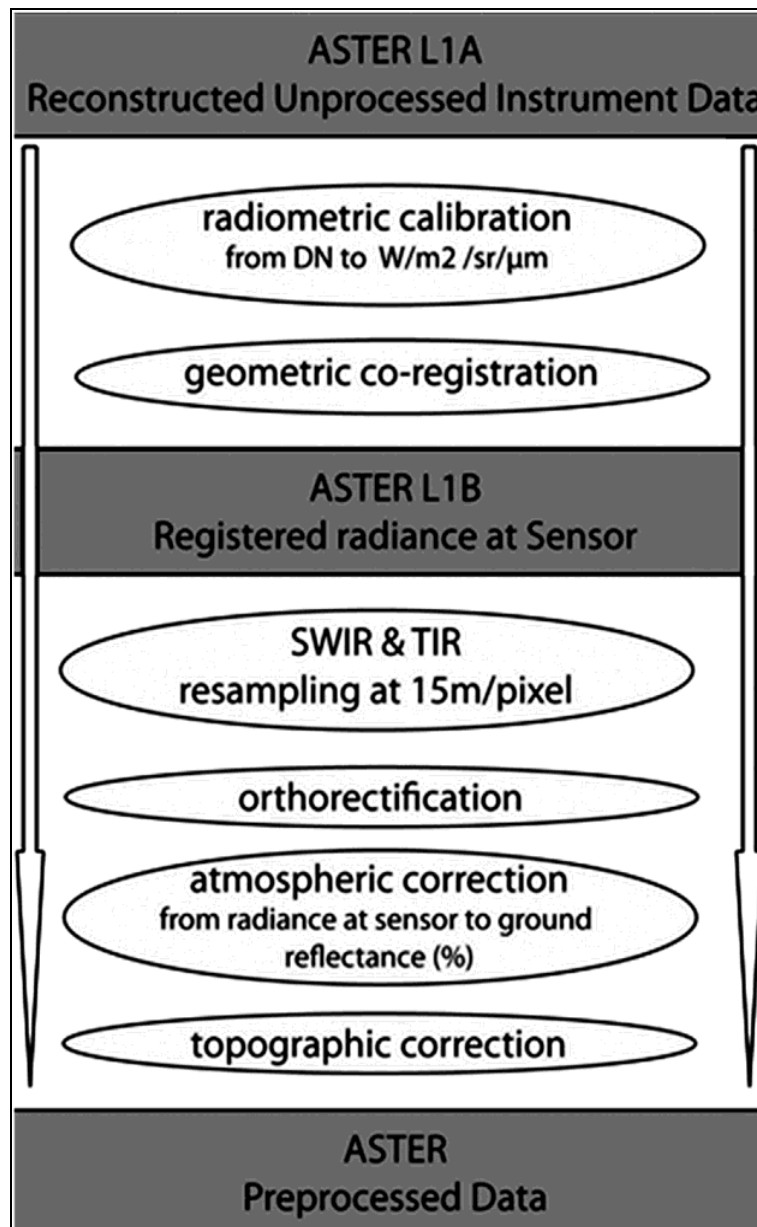 ASTER L1A
Reconstructed Unprocessed Instrument Data
radiometric calibration
from DN to W/m2 /sr/µm
geometric co-registration
ASTER L1B
Registered radiance at Sensor
SWIR & TIR
resampling at 15m/pixel
orthorectification
atmospheric correction
from radiance at sensor to ground
reflectance (%)
topographic correction
ASTER
Preprocessed Data